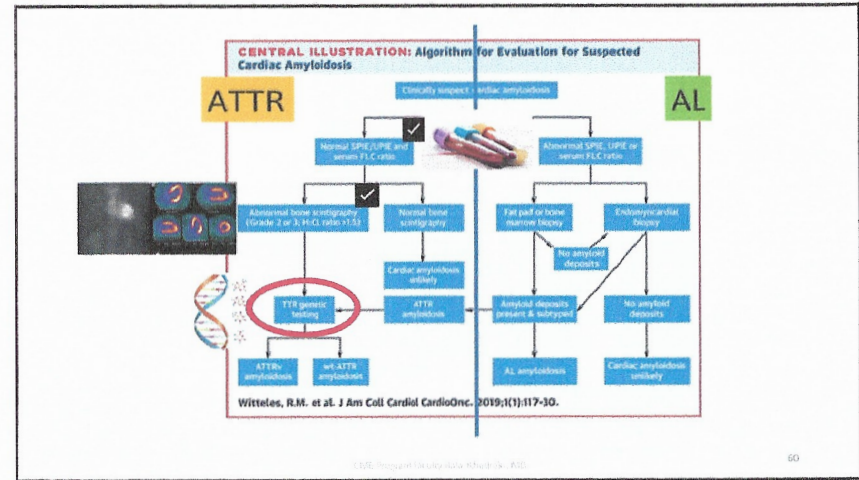 CENTRAL ILLUSTRATION: Algorithm for Evaluation for Suspected
Cardiac Amyloidosis
ATTR
AL
Clinically suspect cardiac amyloidosis
Normal SPIE/UPIE and
serum FLC ratio
Abnormal SPIE, UPIE or
serum FLC ratio
Abnormal bone scintigraphy
(Grade 2 or 3; H:CL ratio >1.5)
Normal bone
scintigraphy
Fat pad or bone
marrow biopsy
Endomyocardial
biopsy
No amyloid
deposits
Cardiac amyloidosis
unlikely
TTR genetic
testing
ATTR
amyloidosis
Amyloid deposits
present & subtyped
No amyloid
deposits
ATTRv
amyloidosis
wt-ATTR
amyloidosis
AL amyloidosis
Cardiac amyloidosis
unlikely
Witteles, R.M. et al. J Am Coll Cardiol CardioOnc. 2019;1(1):117-30.
60